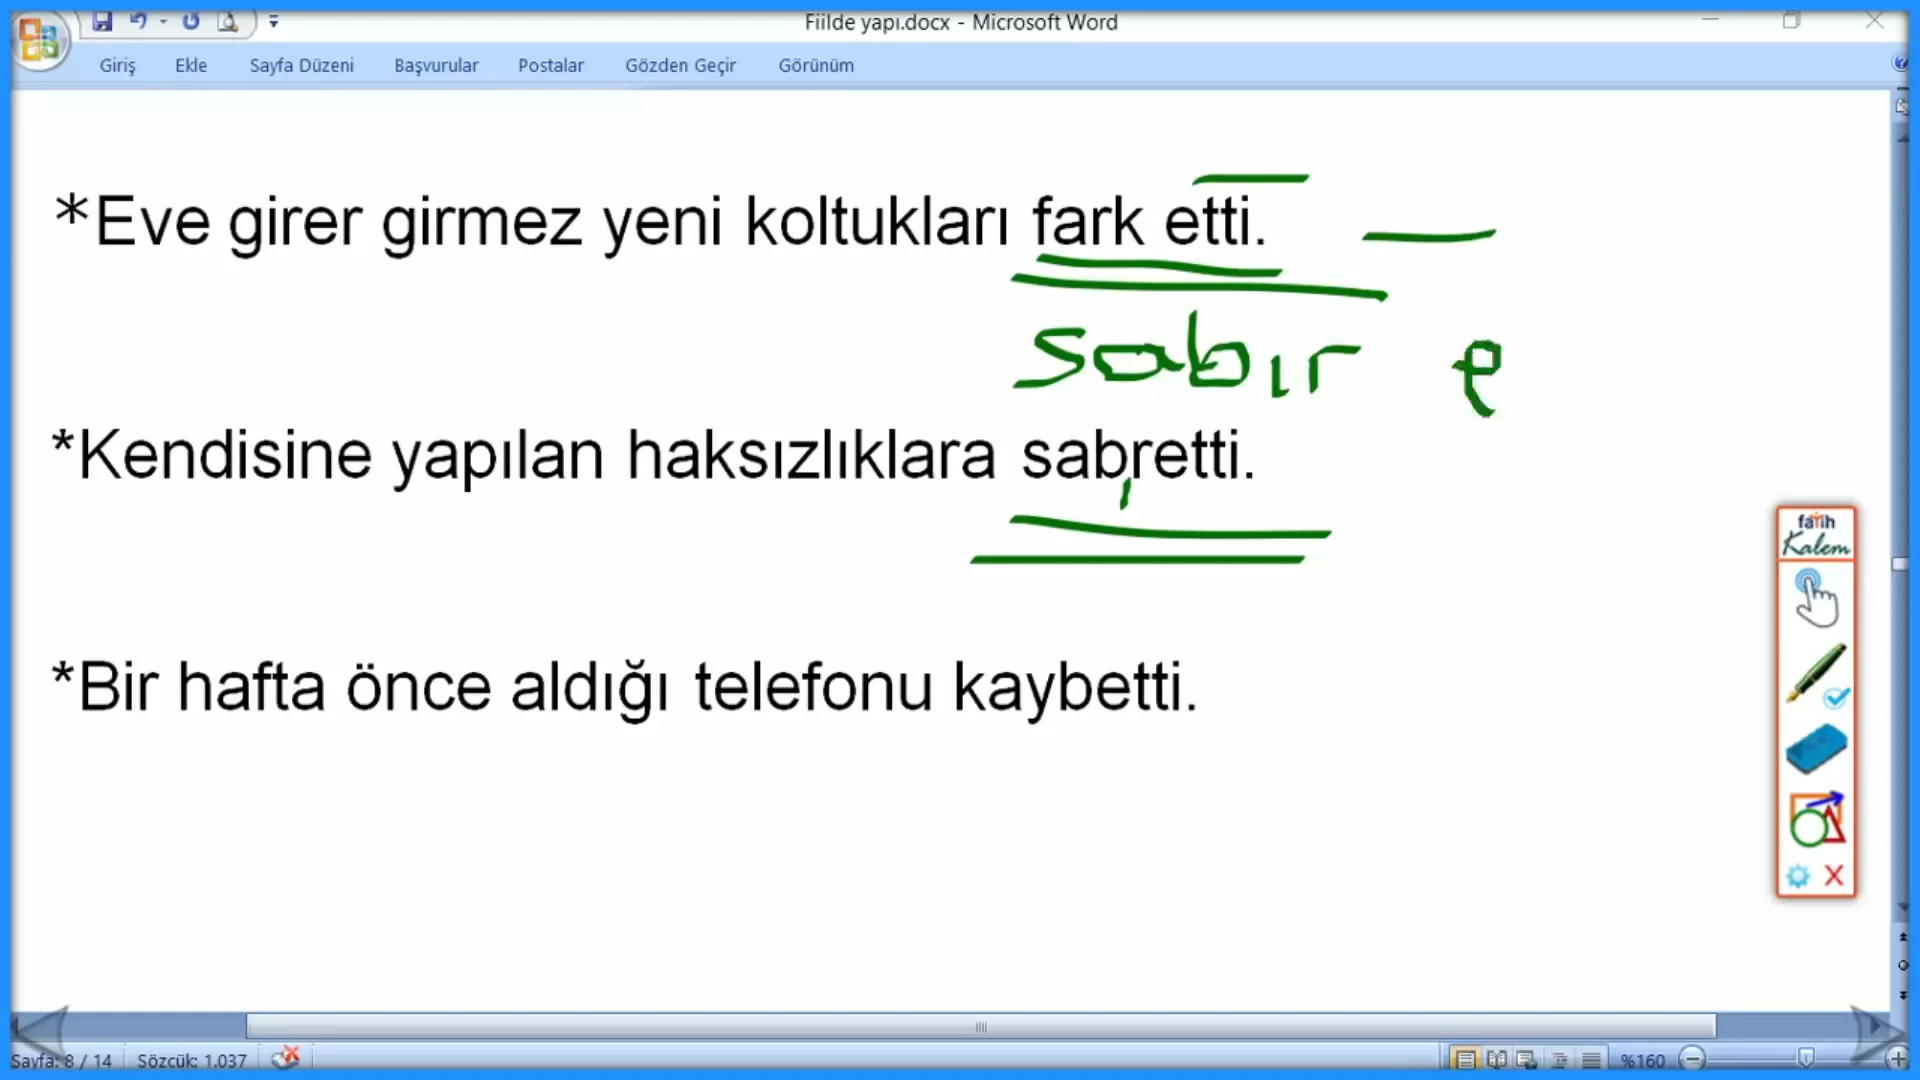 Fiilde yapı.docx - Microsoft Word
Giriş Ekle Sayfa Düzeni Başvurular Postalar Gözden Geçir Görünüm
*Eve girer girmez yeni koltukları fark etti.
sabır e
*Kendisine yapılan haksızlıklara sabretti.
fatih
Kalem
*Bir hafta önce aldığı telefonu kaybetti.
Sayfa: 8 / 14 Sözcük: 1.037 %160